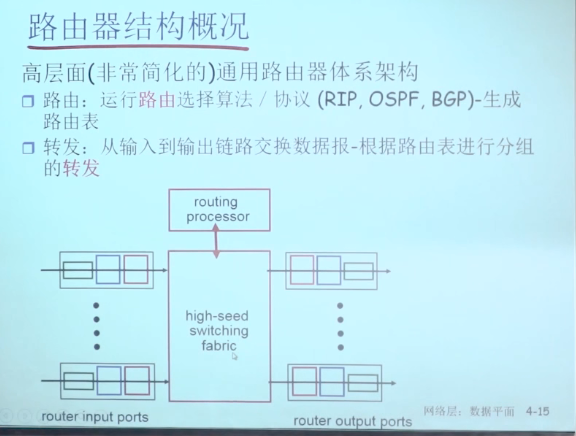 路由器结构概况
高层面(非常简化的)通用路由器体系架构
路由：运行路由选择算法／协议 (RIP, OSPF, BGP)-生成
路由表
转发：从输入到输出链路交换数据报-根据路由表进行分组
的转发
routing
processor
high-seed
switching
fabric
router input ports
router output ports
网络层：数据平面 4-15